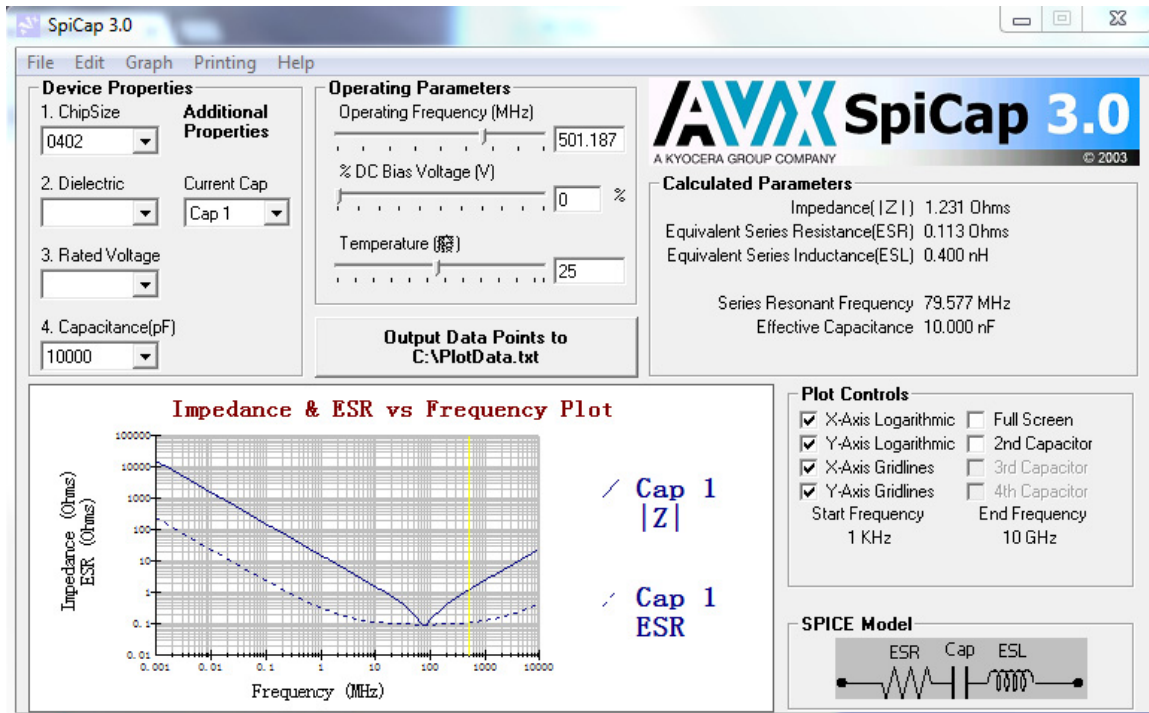 SpiCap 3.0
File Edit Graph Printing Help
Device Properties
1. ChipSize
0402
Additional
Properties
2. Dielectric
Current Cap
Cap 1
3. Rated Voltage
4. Capacitance(pF)
10000
Operating Parameters
Operating Frequency (MHz)
501.187
% DC Bias Voltage (V)
0 %
Temperature (癈)
25
Output Data Points to
C:\PlotData.txt
AVX SpiCap 3.0
A KYOCERA GROUP COMPANY
© 2003
Calculated Parameters
Impedance(|Z|) 1.231 Ohms
Equivalent Series Resistance(ESR) 0.113 Ohms
Equivalent Series Inductance(ESL) 0.400 nH
Series Resonant Frequency 79.577 MHz
Effective Capacitance 10.000 nF
Impedance & ESR vs Frequency Plot
Impedance (Ohms)
ESR (Ohms)
100000
10000
1000
100
10
1
0.1
0.01
0.001 0.01 0.1 1 10 100 1000 10000
Frequency (MHz)
Cap 1
|Z|
Cap 1
ESR
Plot Controls
X-Axis Logarithmic Full Screen
Y-Axis Logarithmic 2nd Capacitor
X-Axis Gridlines 3rd Capacitor
Y-Axis Gridlines 4th Capacitor
Start Frequency End Frequency
1 KHz 10 GHz
SPICE Model
ESR Cap ESL